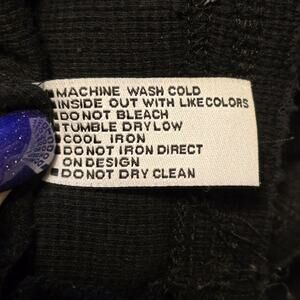 ▪MACHINE WASH COLD
▪INSIDE OUT WITH LIKE COLORS
▪DO NOT BLEACH
▪TUMBLE DRY LOW
▪COOL IRON
▪DO NOT IRON DIRECT
ON DESIGN
▪DO NOT DRY CLEAN